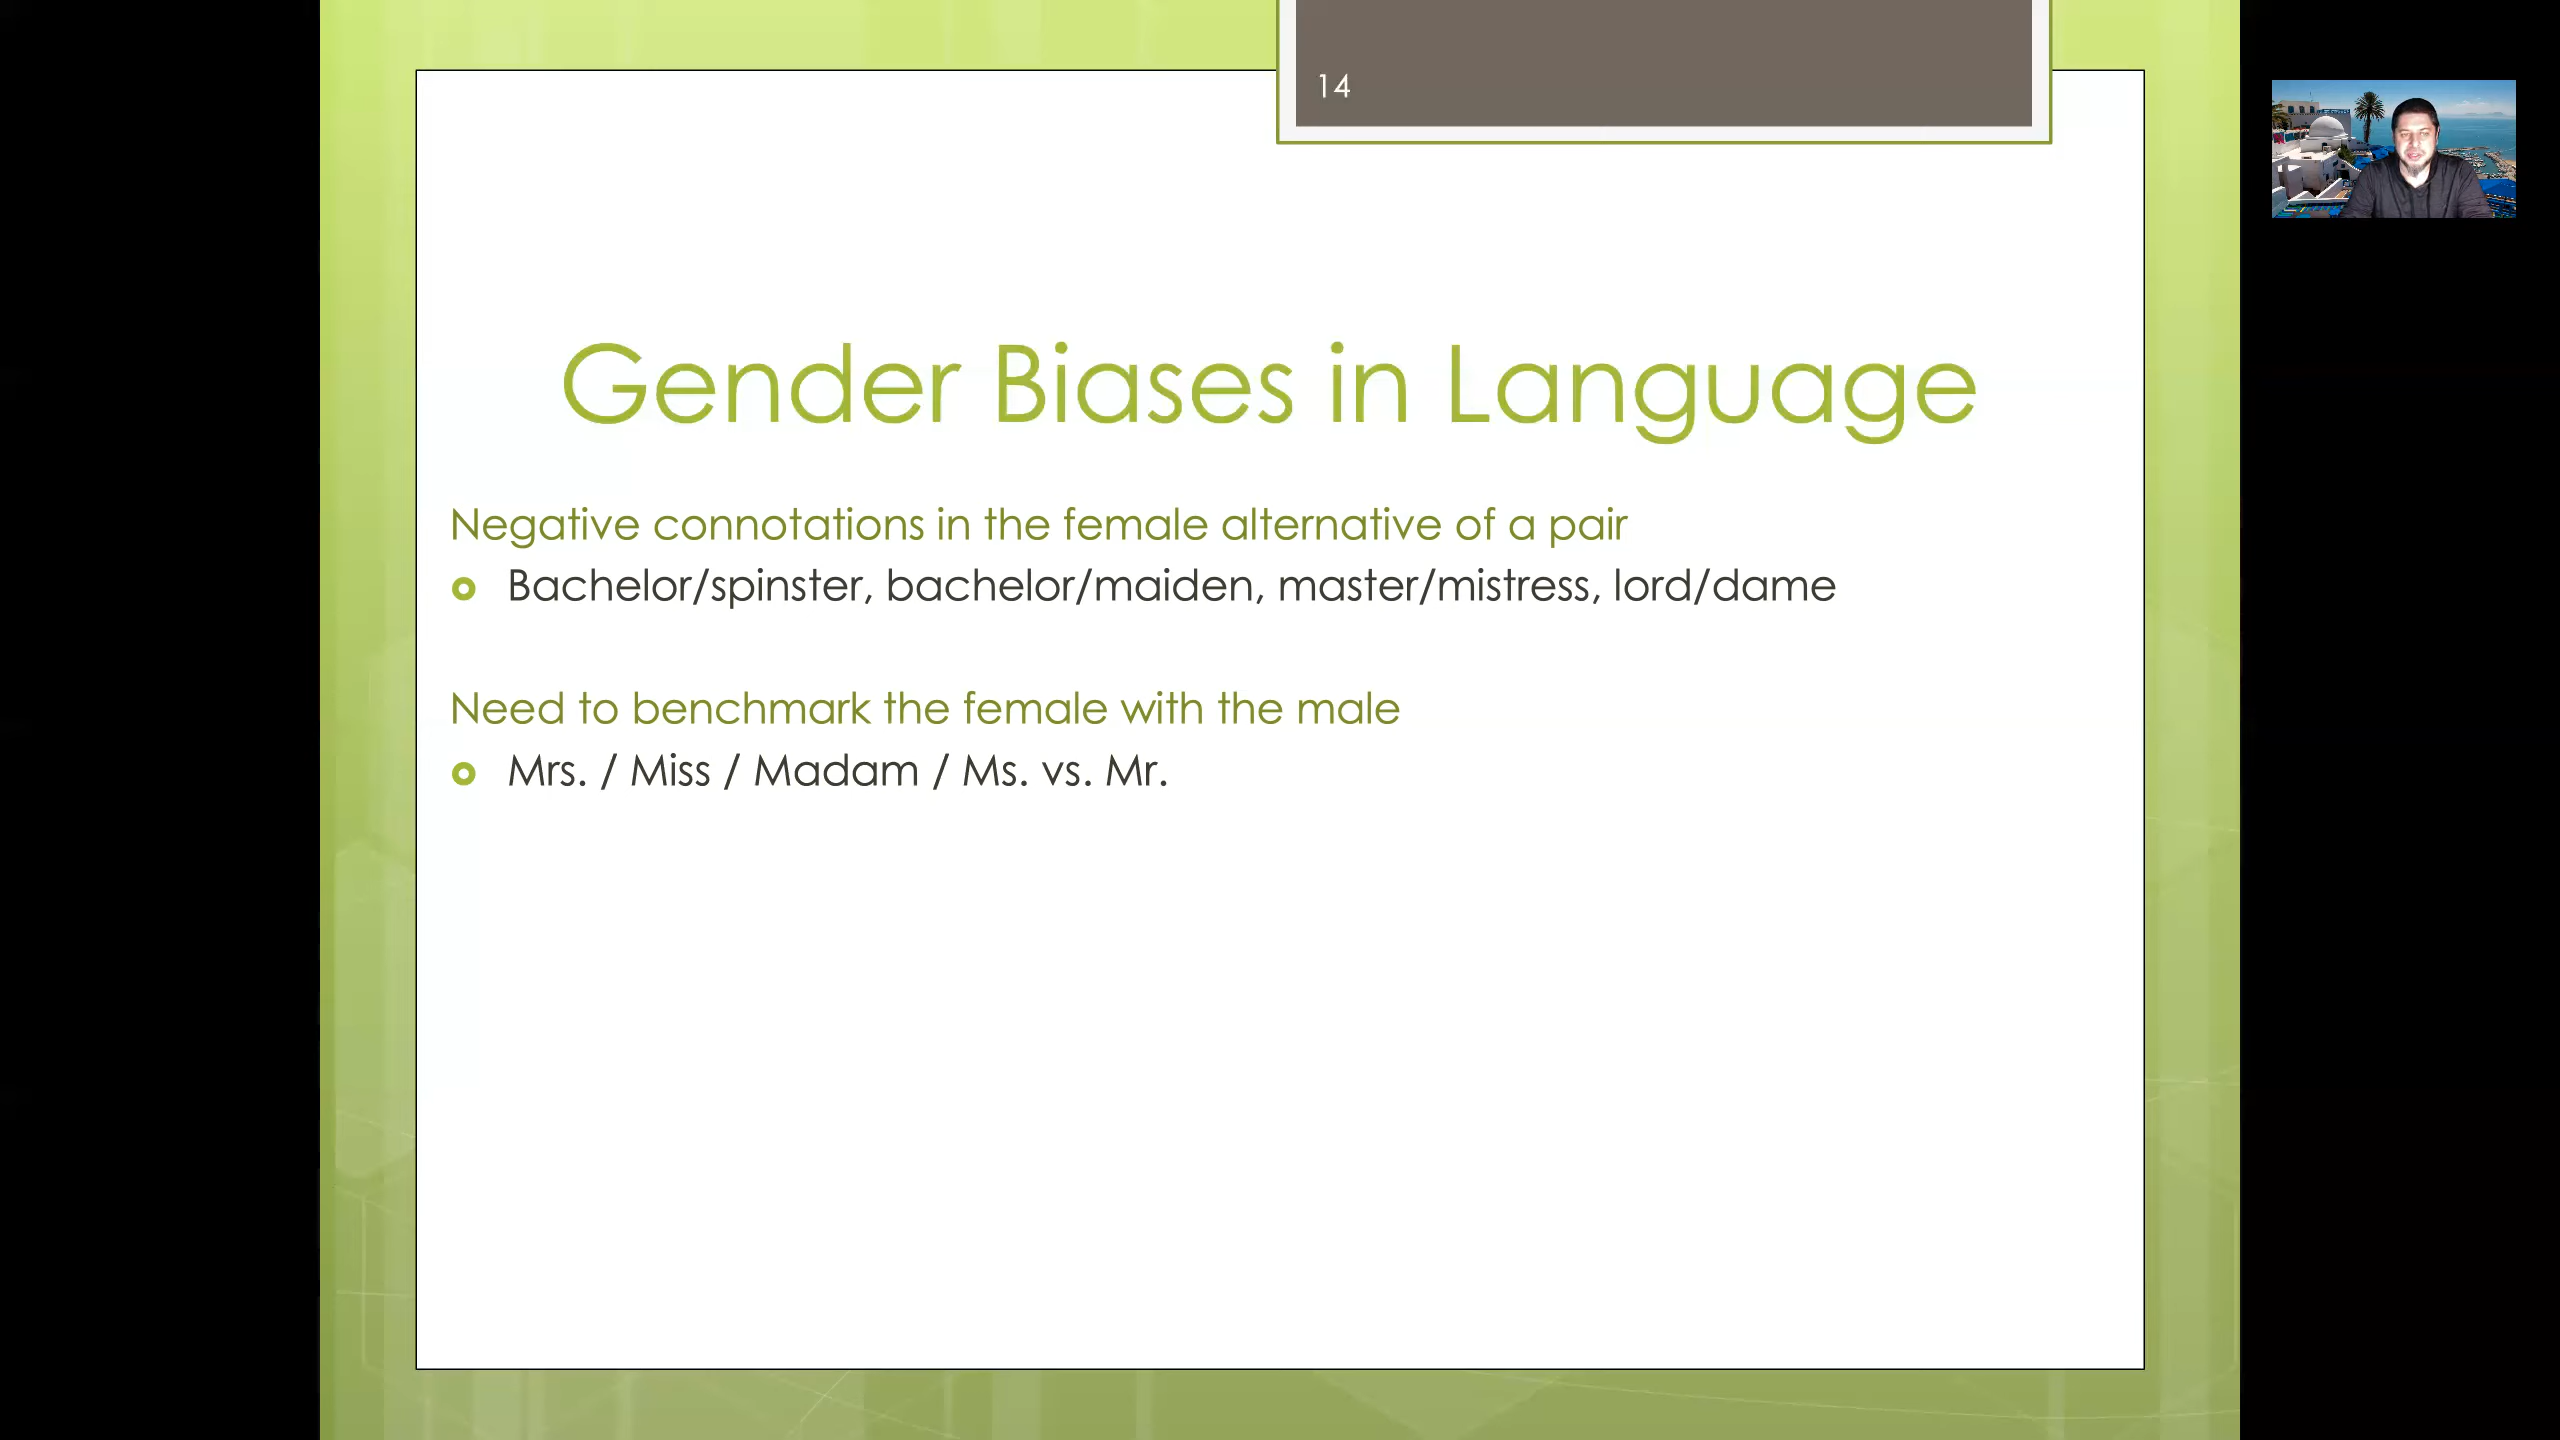 14
Gender Biases in Language
Negative connotations in the female alternative of a pair
Bachelor/spinster, bachelor/maiden, master/mistress, lord/dame
Need to benchmark the female with the male
Mrs. / Miss / Madam / Ms. vs. Mr.